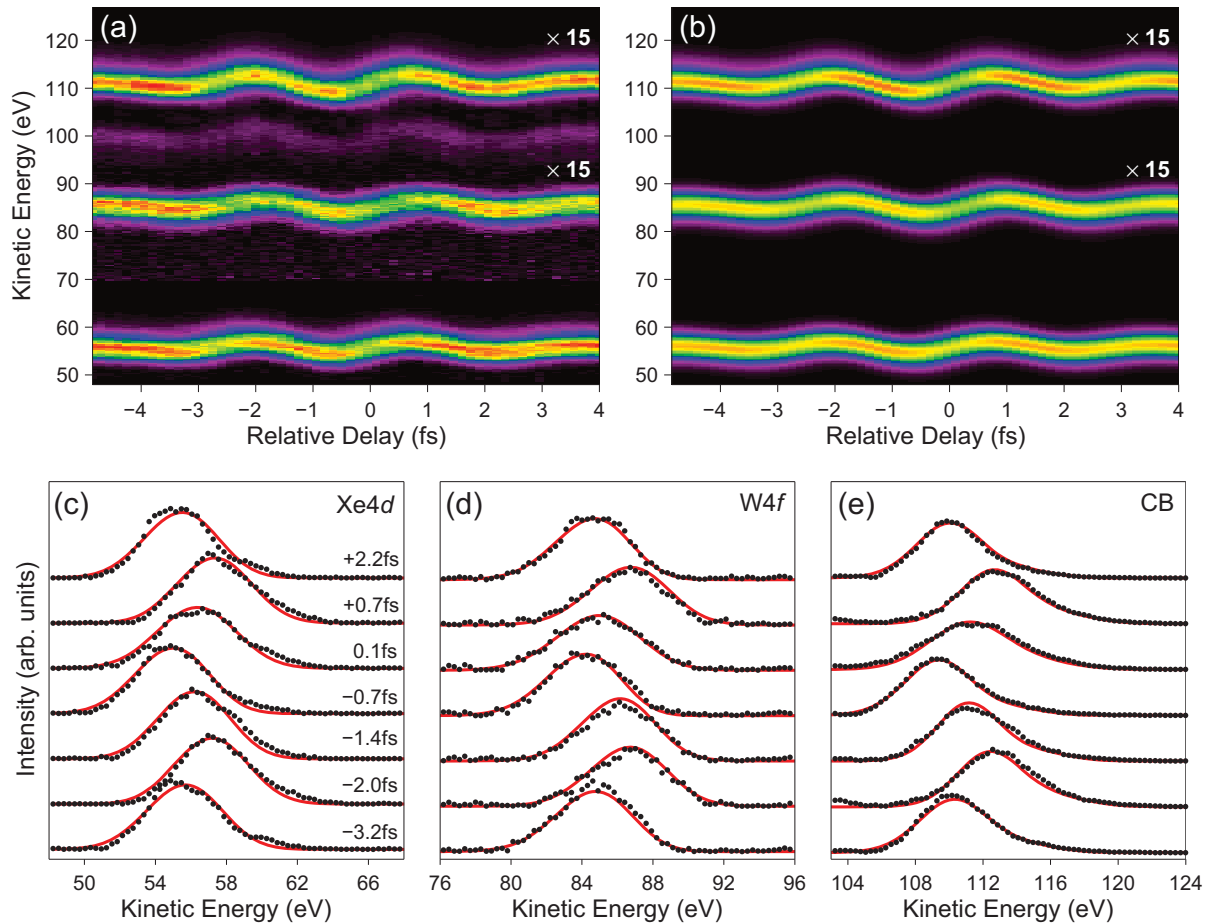 (a)
× 15
(b)
× 15
120
110
100
90
80
70
60
50
× 15
× 15
120
110
100
90
80
70
60
50
Kinetic Energy (eV)
−4 −3 −2 −1 0 1 2 3 4
−4 −3 −2 −1 0 1 2 3 4
Relative Delay (fs)
Relative Delay (fs)
(c)
Xe4d
(d)
W4f
(e)
CB
+2.2fs
+0.7fs
0.1fs
−0.7fs
−1.4fs
−2.0fs
−3.2fs
Intensity (arb. units)
50 54 58 62 66
76 80 84 88 92 96
104 108 112 116 120 124
Kinetic Energy (eV)
Kinetic Energy (eV)
Kinetic Energy (eV)